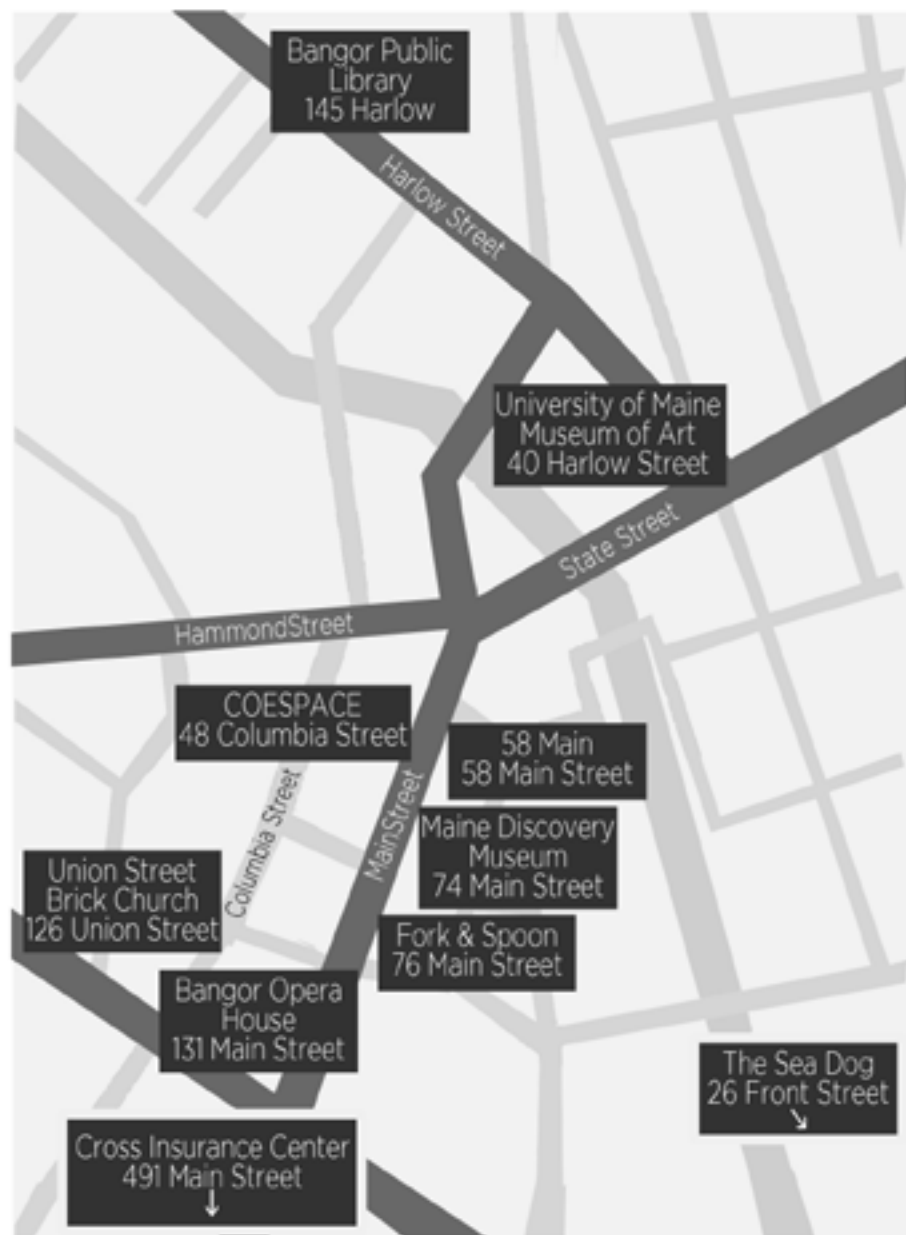 Bangor Public
Library
145 Harlow
Harlow Street
University of Maine
Museum of Art
40 Harlow Street
State Street
HammondStreet
COESPACE
48 Columbia Street
58 Main
58 Main Street
MainStreet
Columbia Street
Maine Discovery
Museum
74 Main Street
Union Street
Brick Church
126 Union Street
Fork & Spoon
76 Main Street
Bangor Opera
House
131 Main Street
The Sea Dog
26 Front Street
↘
Cross Insurance Center
491 Main Street
↓